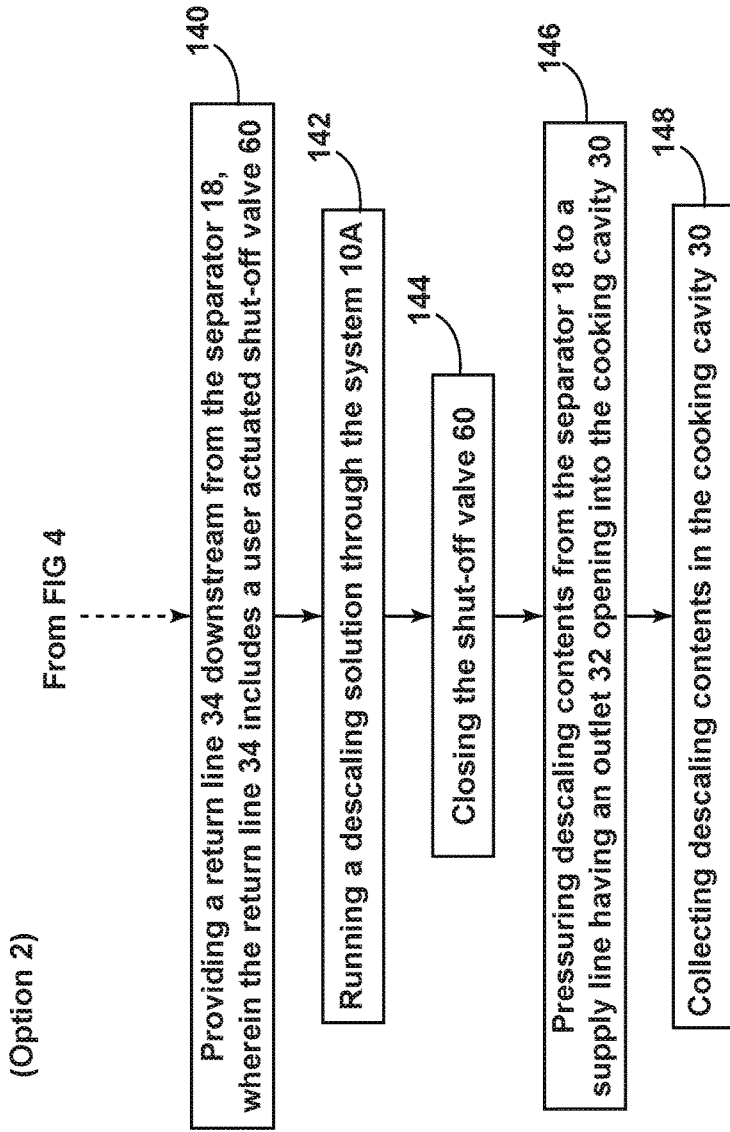 (Option 2)
From FIG 4
Providing a return line 34 downstream from the separator 18,
wherein the return line 34 includes a user actuated shut-off valve 60
140
Running a descaling solution through the system 10A
142
Closing the shut-off valve 60
144
Pressuring descaling contents from the separator 18 to a
supply line having an outlet 32 opening into the cooking cavity 30
146
Collecting descaling contents in the cooking cavity 30
148